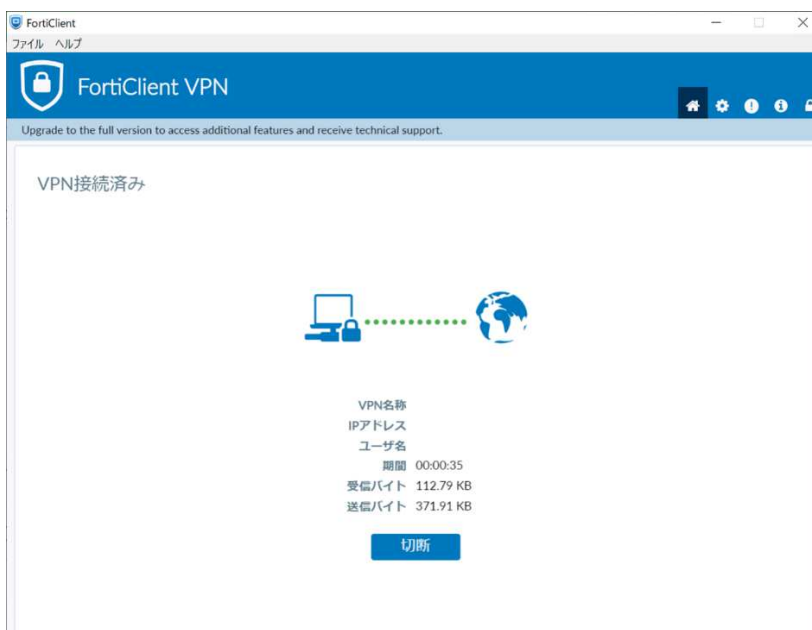 FortiClient
ファイル ヘルプ
FortiClient VPN
Upgrade to the full version to access additional features and receive technical support.
VPN接続済み
VPN名称
IPアドレス
ユーザ名
期間 00:00:35
受信バイト 112.79 KB
送信バイト 371.91 KB
切断